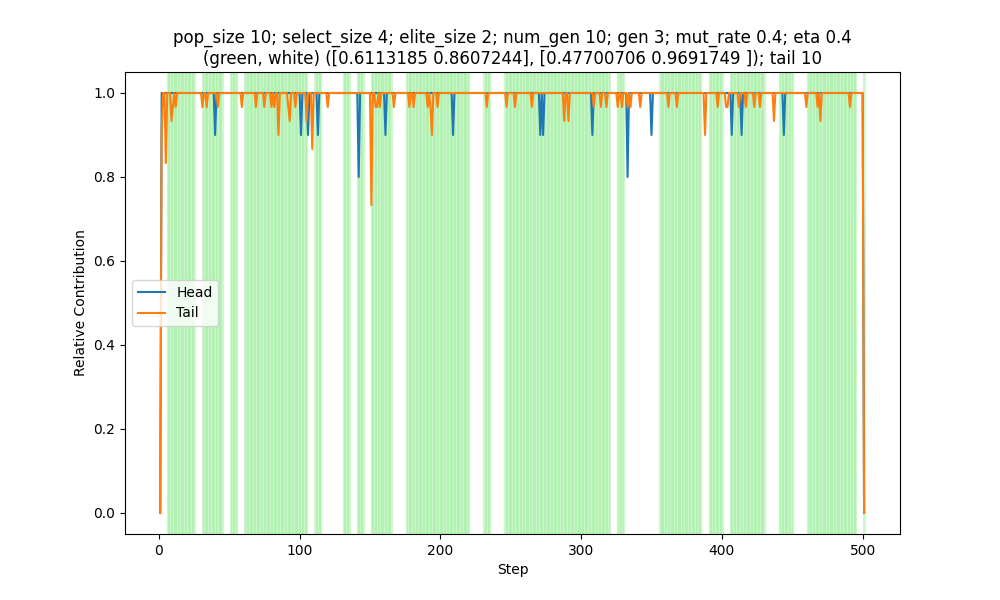 pop_size 10; select_size 4; elite_size 2; num_gen 10; gen 3; mut_rate 0.4; eta 0.4
(green, white) ([0.6113185 0.8607244], [0.47700706 0.9691749 ]); tail 10
1.0
0.8
0.6
0.4
0.2
0.0
Relative Contribution
Head
Tail
0 100 200 300 400 500
Step